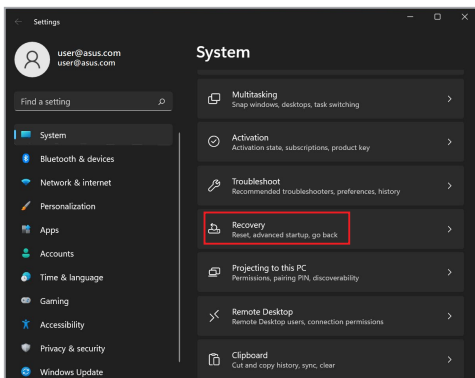 Settings
user@asus.com
user@asus.com
Find a setting
System
Bluetooth & devices
Network & internet
Personalization
Apps
Accounts
Time & language
Gaming
Accessibility
Privacy & security
Windows Update
System
Multitasking
Snap windows, desktops, task switching
Activation
Activation state, subscriptions, product key
Troubleshoot
Recommended troubleshooters, preferences, history
Recovery
Reset, advanced startup, go back
Projecting to this PC
Permissions, pairing PIN, discoverability
Remote Desktop
Remote Desktop users, connection permissions
Clipboard
Cut and copy history, sync, clear